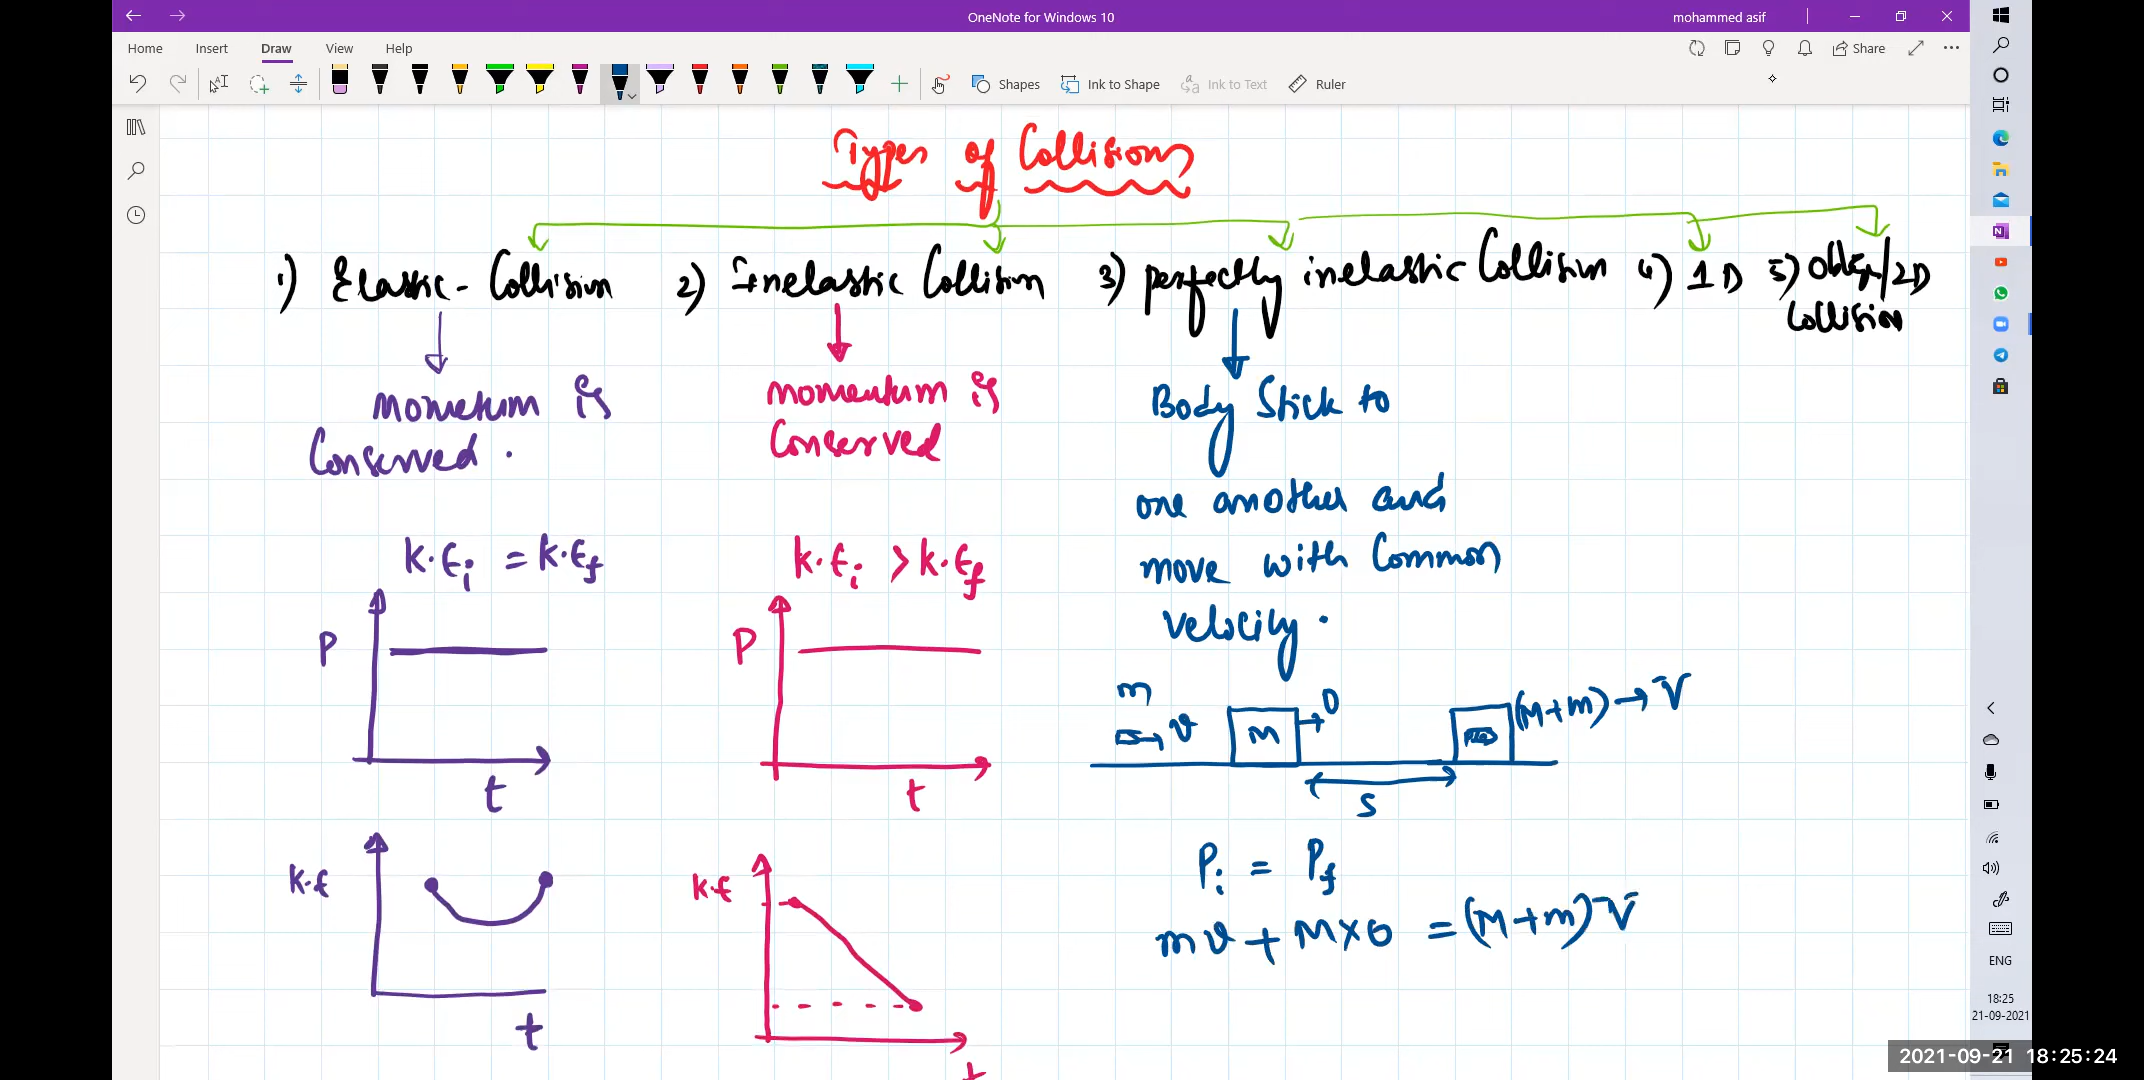 OneNote for Windows 10
mohammed asif
Home Insert Draw View Help
Share
Shapes Ink to Shape Ink to Text Ruler
Types of Collisions
1) Elastic - Collision 2) Inelastic Collision 3) perfectly inelastic Collision 4) 1D 5) /2D
Collision
momentum is
Conserved .
K.Ei = K.Ef
P
t
K.E
t
momentum is
Conserved
K.Ei > K.Ef
P
t
K.E
t
Body Stick to
one another and
move with Common
velocity .
m
v M 0 (M+m) → V
S
Pi = Pf
mv + M×0 = (M+m)V
ENG
18:25
21-09-2021
2021-09-21 18:25:24